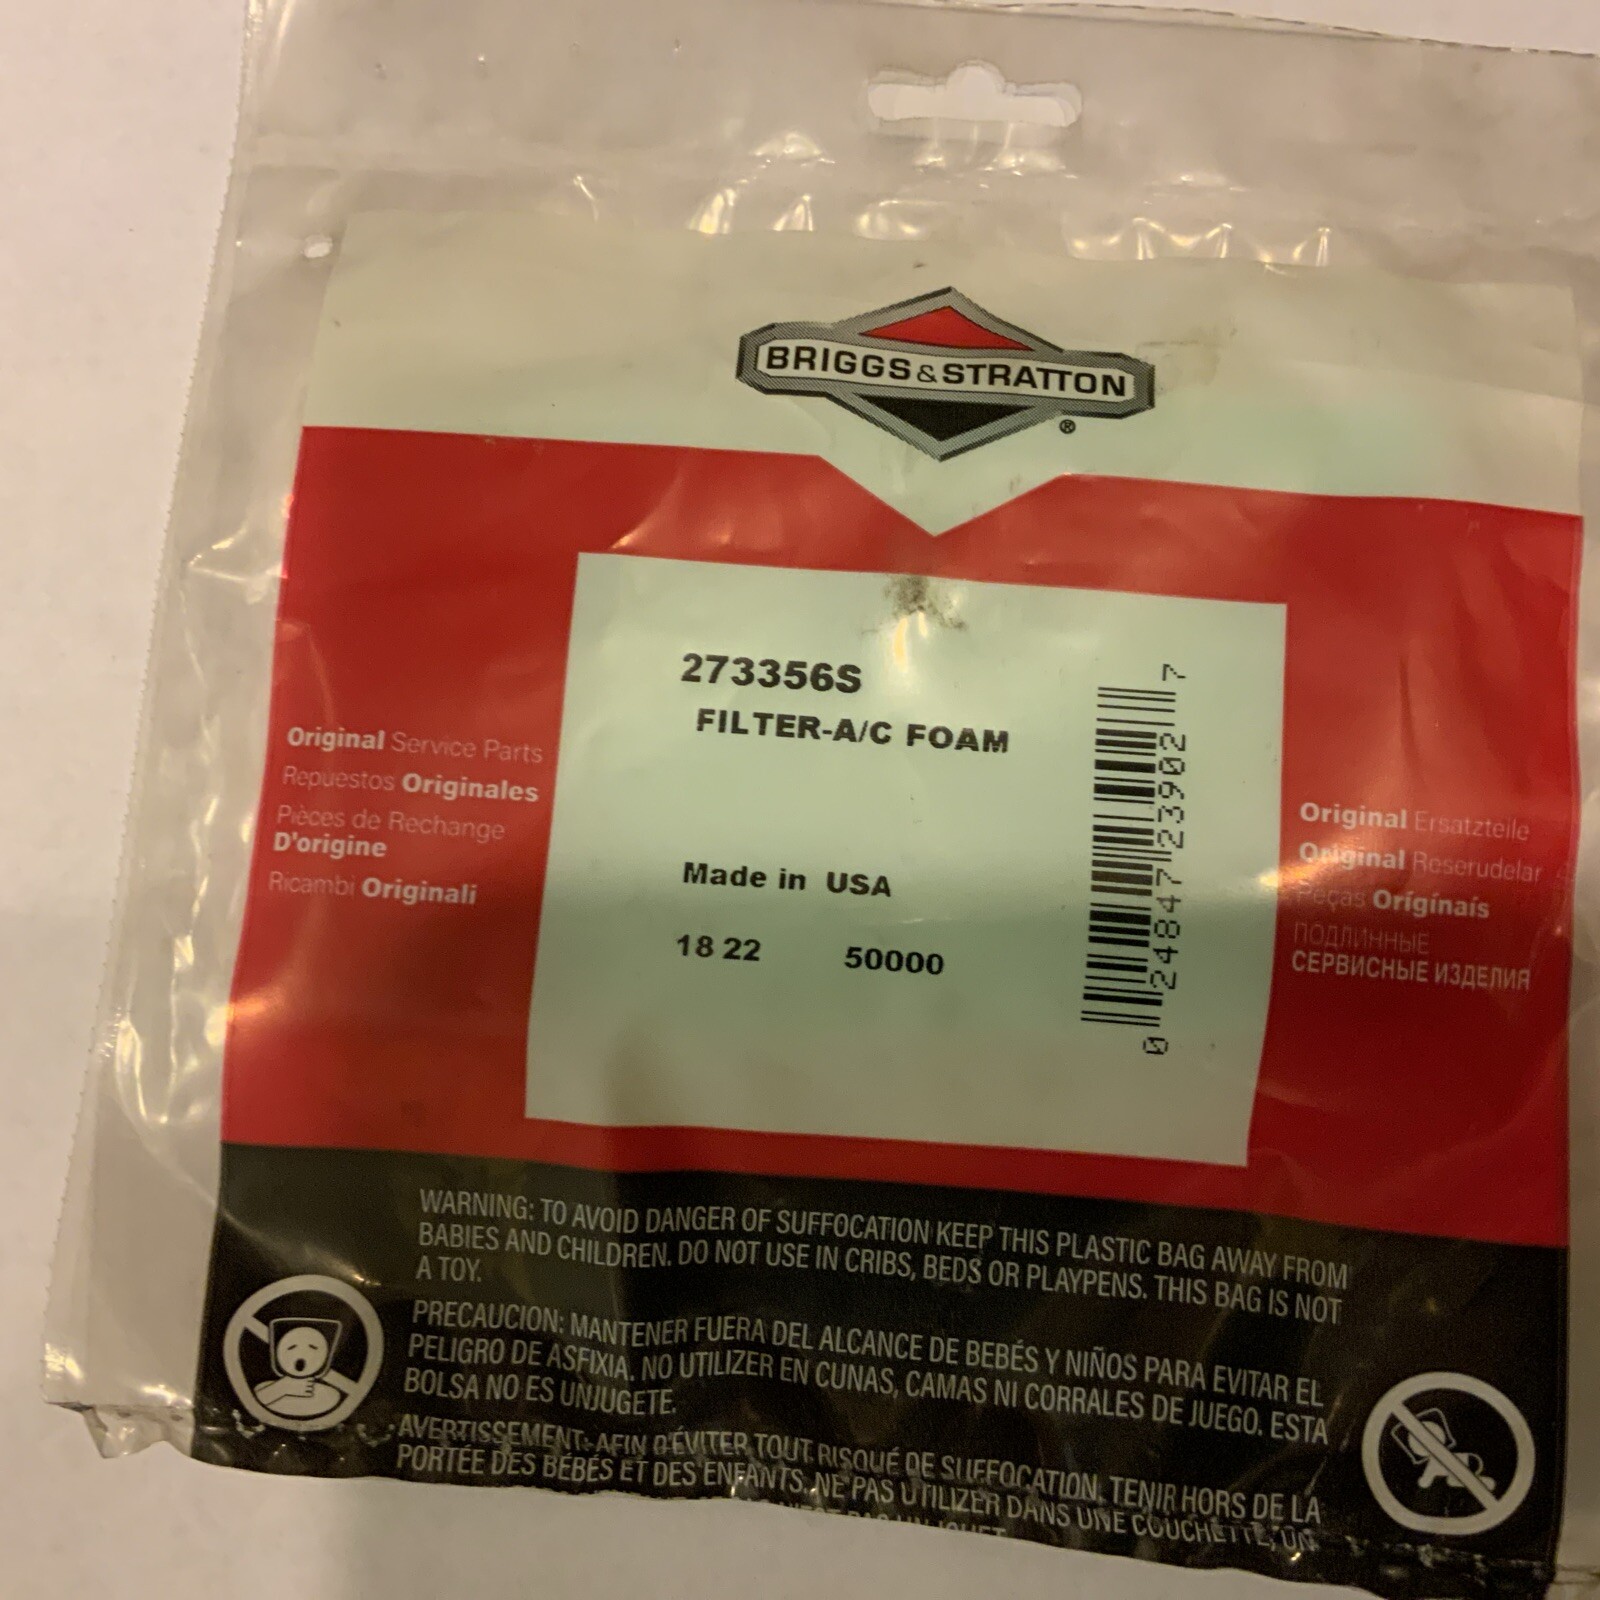 BRIGGS & STRATTON
®
273356S
FILTER-A/C FOAM
Made in USA
18 22 50000
0 24847 23902 7
Original Service Parts
Repuestos Originales
Pièces de Rechange
D'origine
Ricambi Originali
Original Ersatzteile
Original Reserudelar
Peças Originais
ПОДЛИННЫЕ
СЕРВИСНЫЕ ИЗДЕЛИЯ
WARNING: TO AVOID DANGER OF SUFFOCATION KEEP THIS PLASTIC BAG AWAY FROM
BABIES AND CHILDREN. DO NOT USE IN CRIBS, BEDS OR PLAYPENS. THIS BAG IS NOT
A TOY.
PRECAUCION: MANTENER FUERA DEL ALCANCE DE BEBÉS Y NIÑOS PARA EVITAR EL
PELIGRO DE ASFIXIA. NO UTILIZER EN CUNAS, CAMAS NI CORRALES DE JUEGO. ESTA
BOLSA NO ES UNJUGETE.
AVERTISSEMENT: AFIN D'ÉVITER TOUT RISQUÉ DE SUFFOCATION, TENIR HORS DE LA
PORTÉE DES BÉBÉS ET DES ENFANTS. NE PAS UTILIZER DANS UNE COUCHETTE, UN